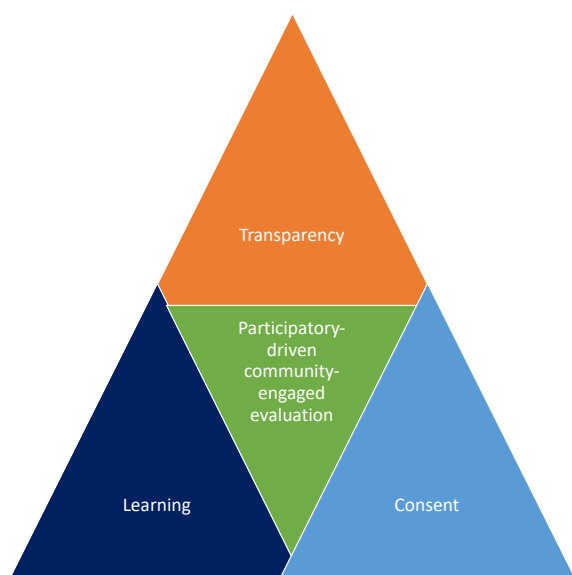 Transparency
Participatory-
driven
community-
engaged
evaluation
Learning
Consent